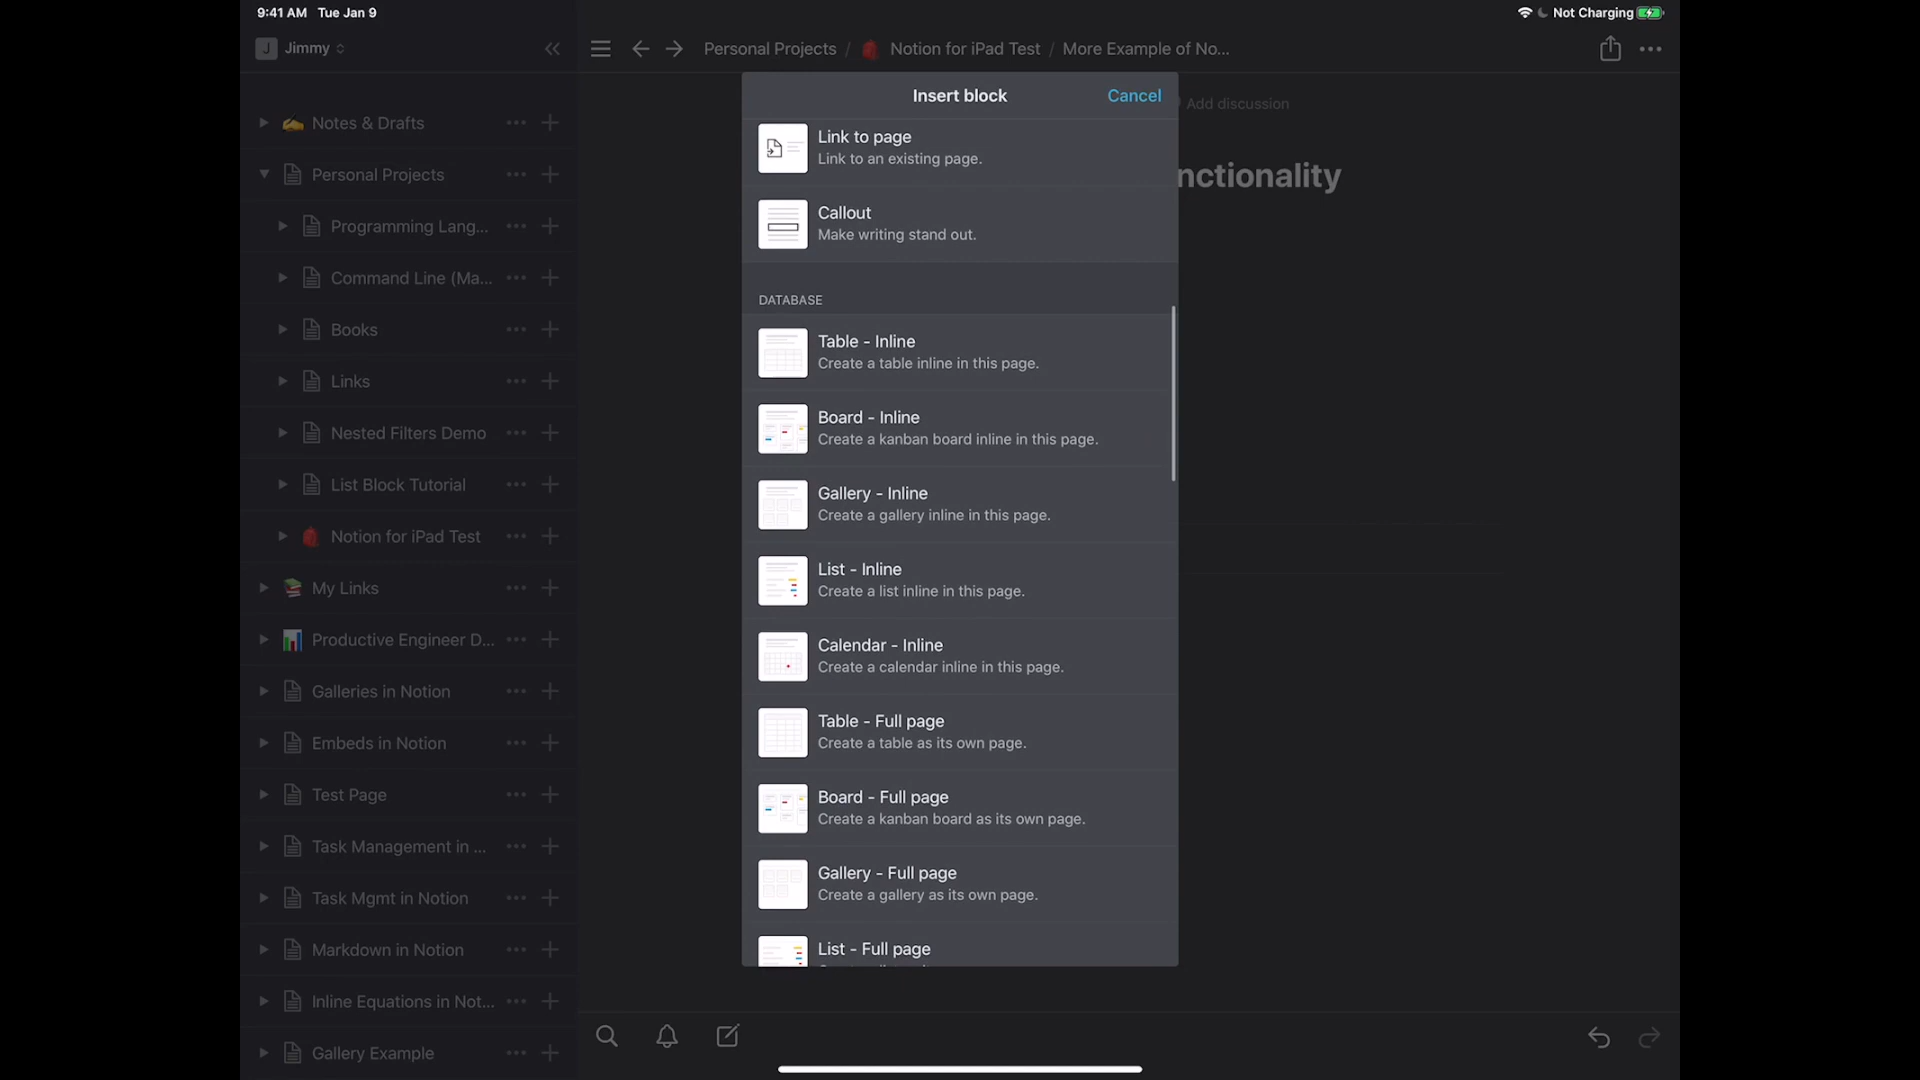 9:41 AM Tue Jan 9
Not Charging
J Jimmy
Personal Projects / Notion for iPad Test / More Example of No...
Notes & Drafts
Personal Projects
Programming Lang...
Command Line (Ma...
Books
Links
Nested Filters Demo
List Block Tutorial
Notion for iPad Test
My Links
Productive Engineer D...
Galleries in Notion
Embeds in Notion
Test Page
Task Management in ...
Task Mgmt in Notion
Markdown in Notion
Inline Equations in Not...
Gallery Example
Add discussion
nctionality
Insert block
Cancel
Link to page
Link to an existing page.
Callout
Make writing stand out.
DATABASE
Table - Inline
Create a table inline in this page.
Board - Inline
Create a kanban board inline in this page.
Gallery - Inline
Create a gallery inline in this page.
List - Inline
Create a list inline in this page.
Calendar - Inline
Create a calendar inline in this page.
Table - Full page
Create a table as its own page.
Board - Full page
Create a kanban board as its own page.
Gallery - Full page
Create a gallery as its own page.
List - Full page